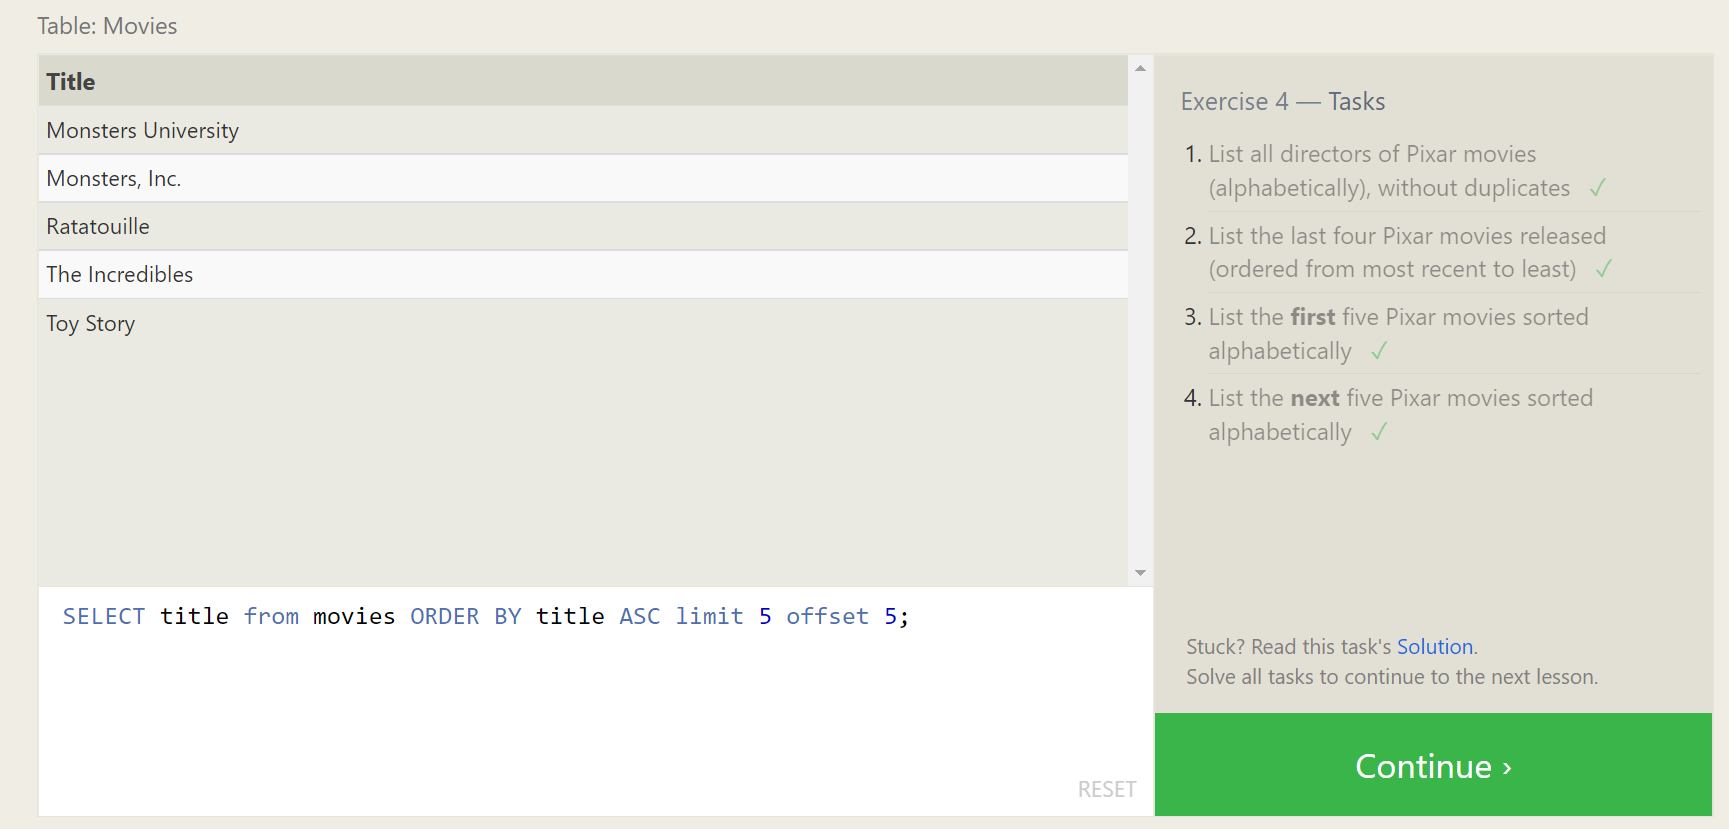 Table: Movies
Title
Monsters University
Monsters, Inc.
Ratatouille
The Incredibles
Toy Story
SELECT title from movies ORDER BY title ASC limit 5 offset 5;
RESET
Exercise 4 — Tasks
1. List all directors of Pixar movies
(alphabetically), without duplicates ✓
2. List the last four Pixar movies released
(ordered from most recent to least) ✓
3. List the first five Pixar movies sorted
alphabetically ✓
4. List the next five Pixar movies sorted
alphabetically ✓
Stuck? Read this task's Solution.
Solve all tasks to continue to the next lesson.
Continue ›